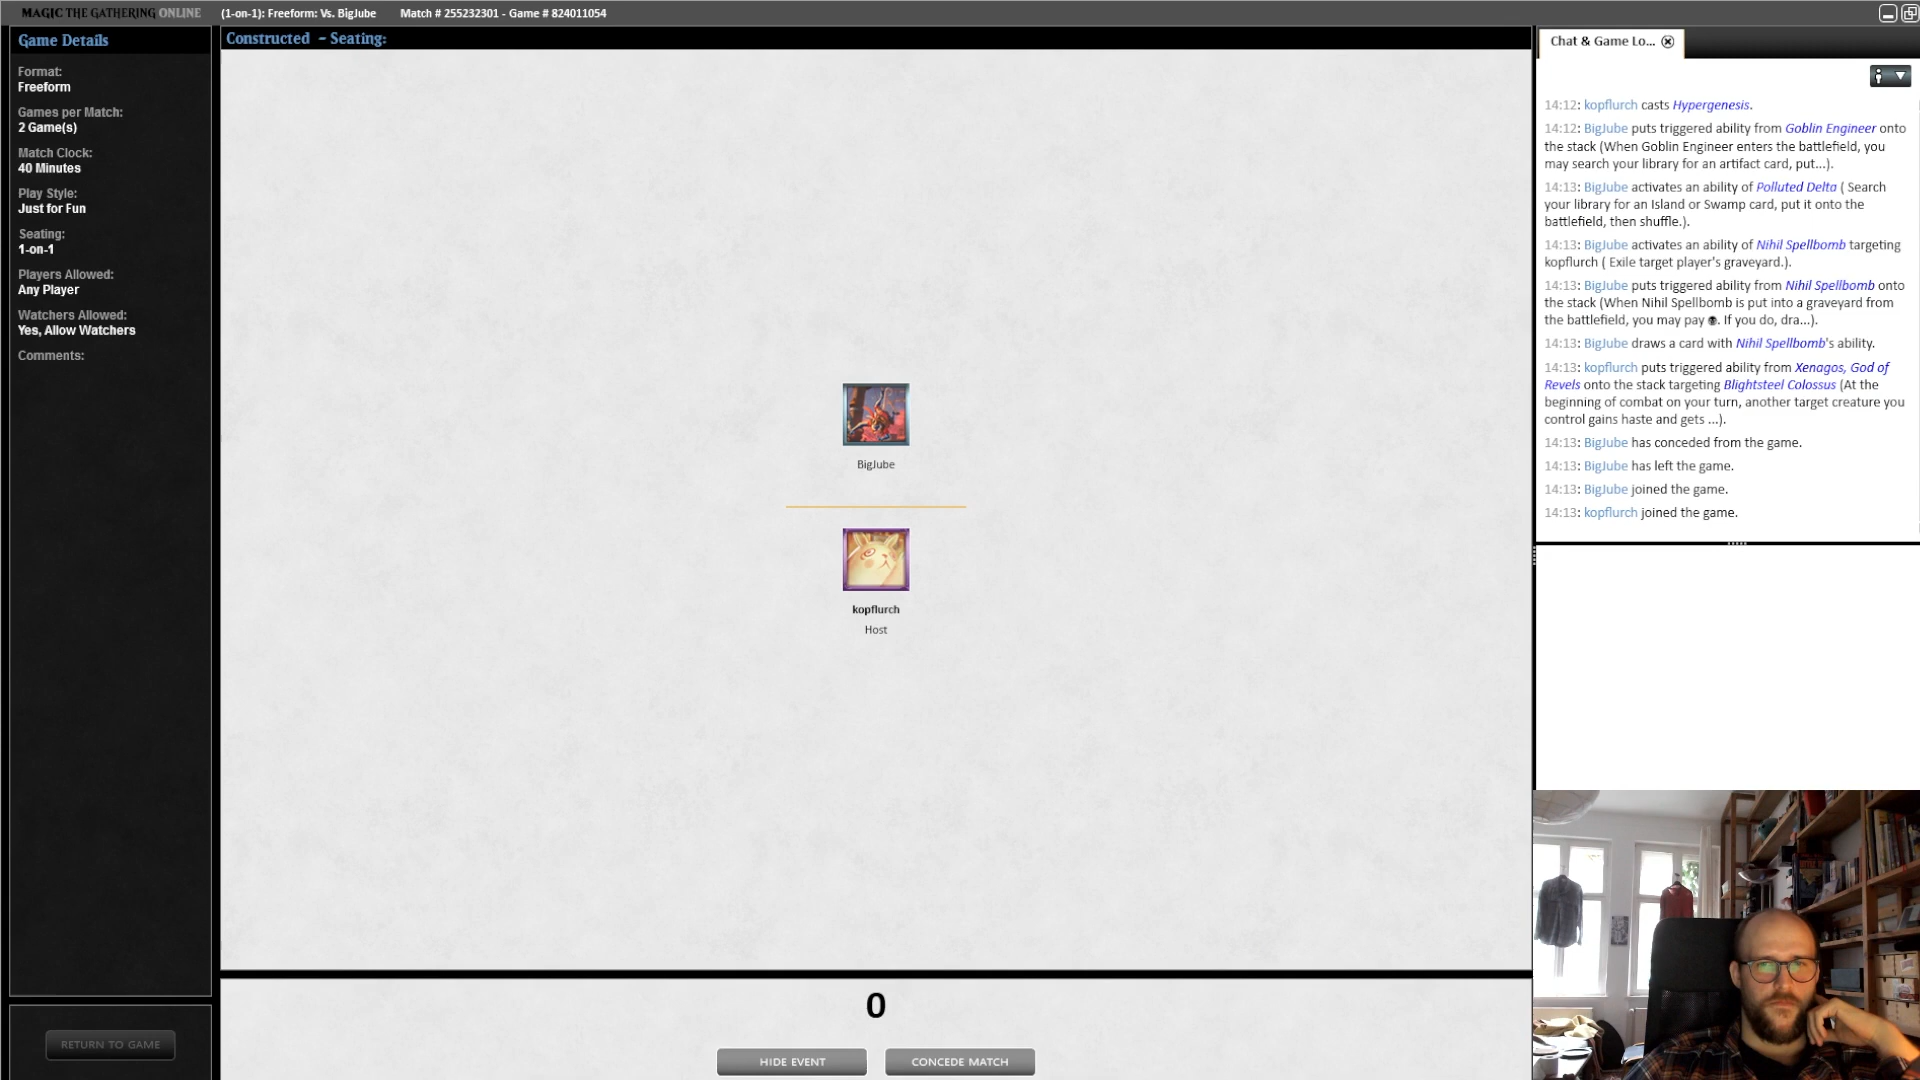 MAGIC THE GATHERING ONLINE (1-on-1): Freeform: Vs. BigJube Match # 255232301 - Game # 824011054
Game Details
Format:
Freeform
Games per Match:
2 Game(s)
Match Clock:
40 Minutes
Play Style:
Just for Fun
Seating:
1-on-1
Players Allowed:
Any Player
Watchers Allowed:
Yes, Allow Watchers
Comments:
RETURN TO GAME
Constructed - Seating:
BigJube
kopflurch
Host
0
HIDE EVENT CONCEDE MATCH
Chat & Game Lo...
14:12: kopflurch casts Hypergenesis.
14:12: BigJube puts triggered ability from Goblin Engineer onto
the stack (When Goblin Engineer enters the battlefield, you
may search your library for an artifact card, put...).
14:13: BigJube activates an ability of Polluted Delta ( Search
your library for an Island or Swamp card, put it onto the
battlefield, then shuffle.).
14:13: BigJube activates an ability of Nihil Spellbomb targeting
kopflurch ( Exile target player's graveyard.).
14:13: BigJube puts triggered ability from Nihil Spellbomb onto
the stack (When Nihil Spellbomb is put into a graveyard from
the battlefield, you may pay . If you do, dra...).
14:13: BigJube draws a card with Nihil Spellbomb's ability.
14:13: kopflurch puts triggered ability from Xenagos, God of
Revels onto the stack targeting Blightsteel Colossus (At the
beginning of combat on your turn, another target creature you
control gains haste and gets ...).
14:13: BigJube has conceded from the game.
14:13: BigJube has left the game.
14:13: BigJube joined the game.
14:13: kopflurch joined the game.